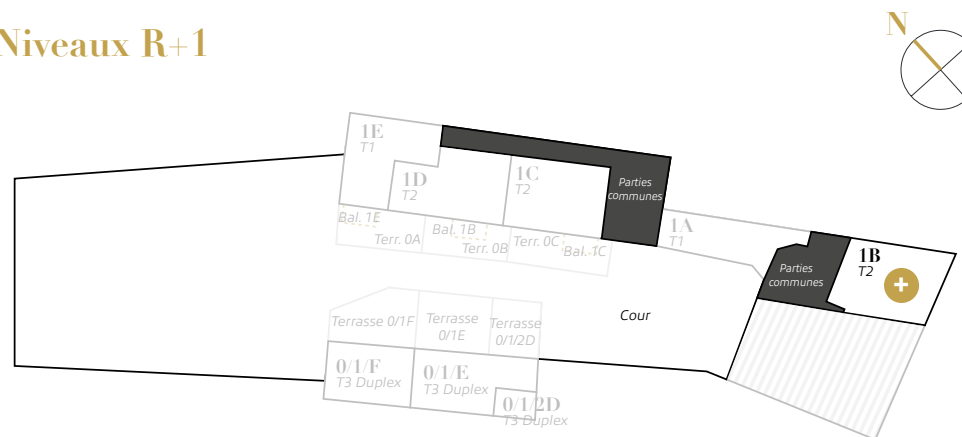 Niveaux R+1
N
1E
T1
1D
T2
1C
T2
Parties
communes
1A
T1
1B
T2
+
Parties
communes
Bal. 1E
Terr. 0A
Bal. 1B
Terr. 0B
Terr. 0C
Bal. 1C
Cour
Terrasse 0/1F
Terrasse
0/1E
Terrasse
0/1/2D
0/1/F
T3 Duplex
0/1/E
T3 Duplex
0/1/2D
T3 Duplex